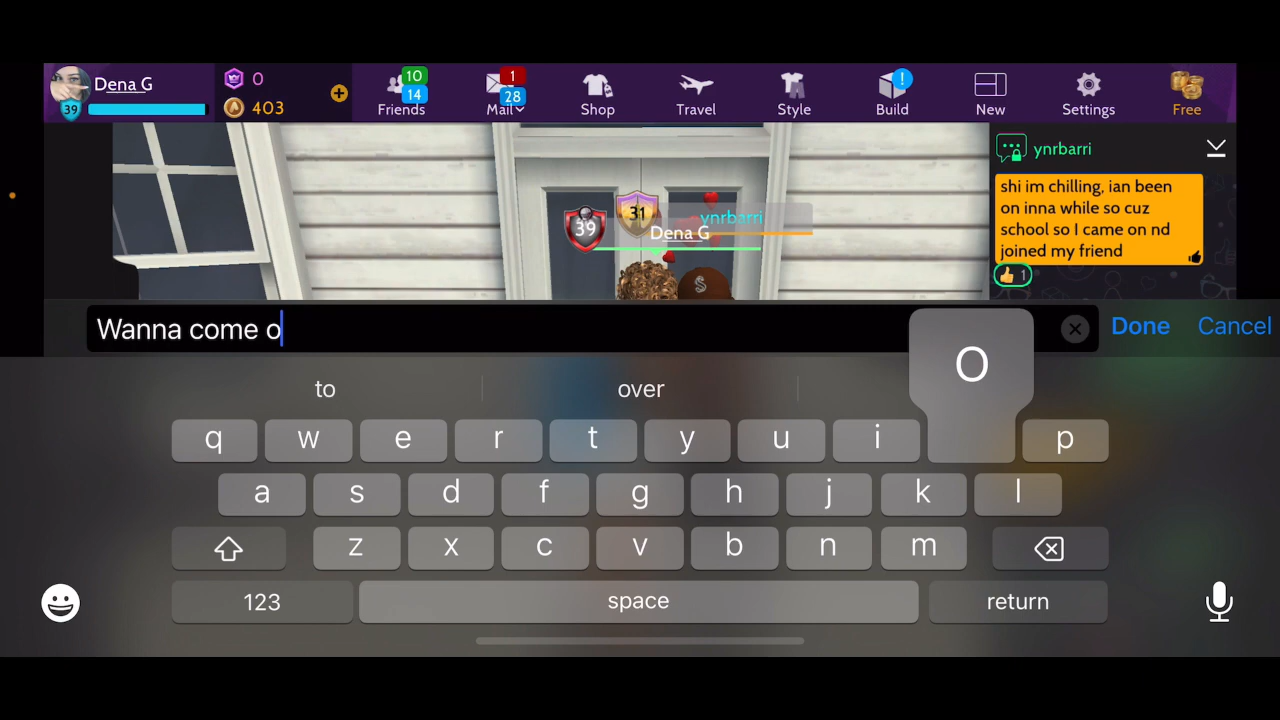 Dena G
39
0
403
10
14
Friends
1
28
Mail
Shop
Travel
Style
!
Build
New
Settings
Free
ynrbarri
shi im chilling, ian been
on inna while so cuz
school so I came on nd
joined my friend
1
31
39
ynrbarri
Dena G
$
Wanna come o
Done
Cancel
O
to
over
q w e r t y u i p
a s d f g h j k l
z x c v b n m
123
space
return